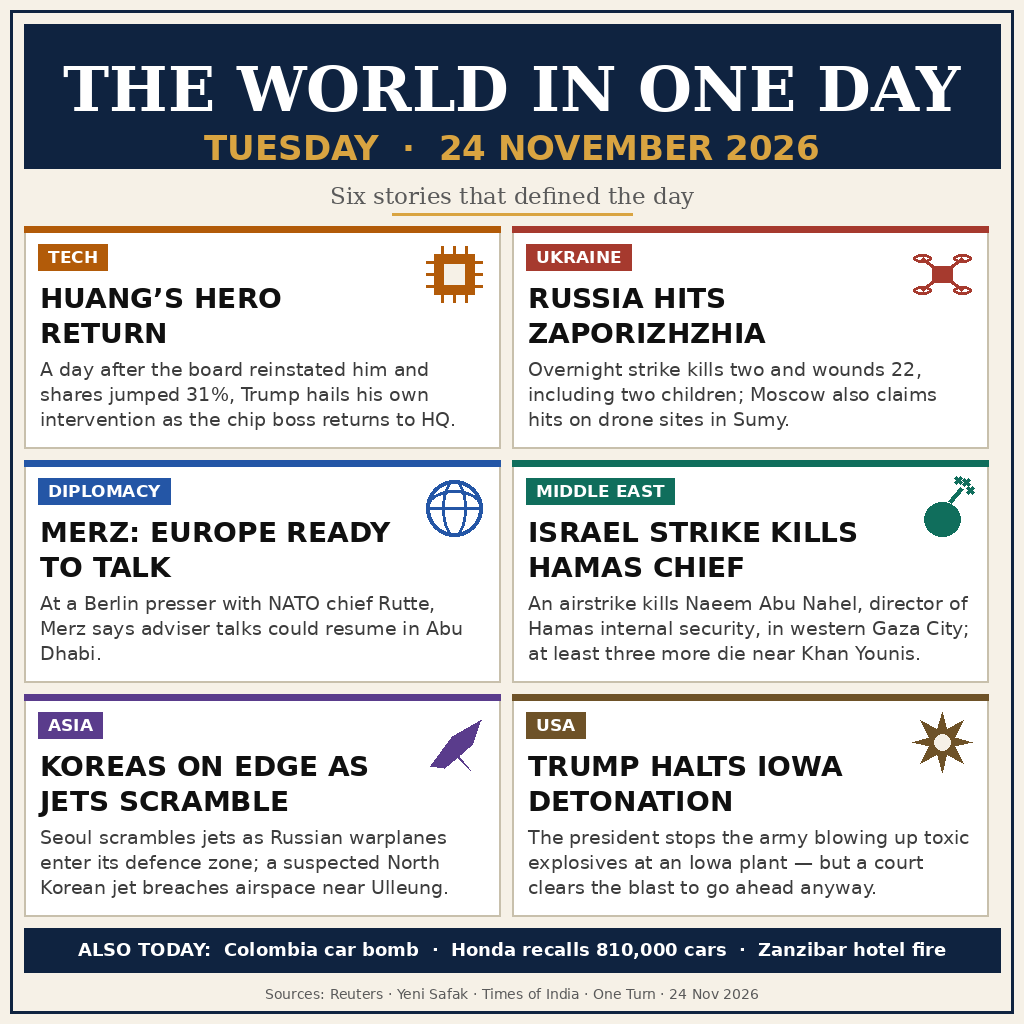 THE WORLD IN ONE DAY
TUESDAY · 24 NOVEMBER 2026
Six stories that defined the day
TECH
HUANG’S HERO
RETURN
A day after the board reinstated him and
shares jumped 31%, Trump hails his own
intervention as the chip boss returns to HQ.
UKRAINE
RUSSIA HITS
ZAPORIZHZHIA
Overnight strike kills two and wounds 22,
including two children; Moscow also claims
hits on drone sites in Sumy.
DIPLOMACY
MERZ: EUROPE READY
TO TALK
At a Berlin presser with NATO chief Rutte,
Merz says adviser talks could resume in Abu
Dhabi.
MIDDLE EAST
ISRAEL STRIKE KILLS
HAMAS CHIEF
An airstrike kills Naeem Abu Nahel, director of
Hamas internal security, in western Gaza City;
at least three more die near Khan Younis.
ASIA
KOREAS ON EDGE AS
JETS SCRAMBLE
Seoul scrambles jets as Russian warplanes
enter its defence zone; a suspected North
Korean jet breaches airspace near Ulleung.
USA
TRUMP HALTS IOWA
DETONATION
The president stops the army blowing up toxic
explosives at an Iowa plant — but a court
clears the blast to go ahead anyway.
ALSO TODAY: Colombia car bomb · Honda recalls 810,000 cars · Zanzibar hotel fire
Sources: Reuters · Yeni Safak · Times of India · One Turn · 24 Nov 2026